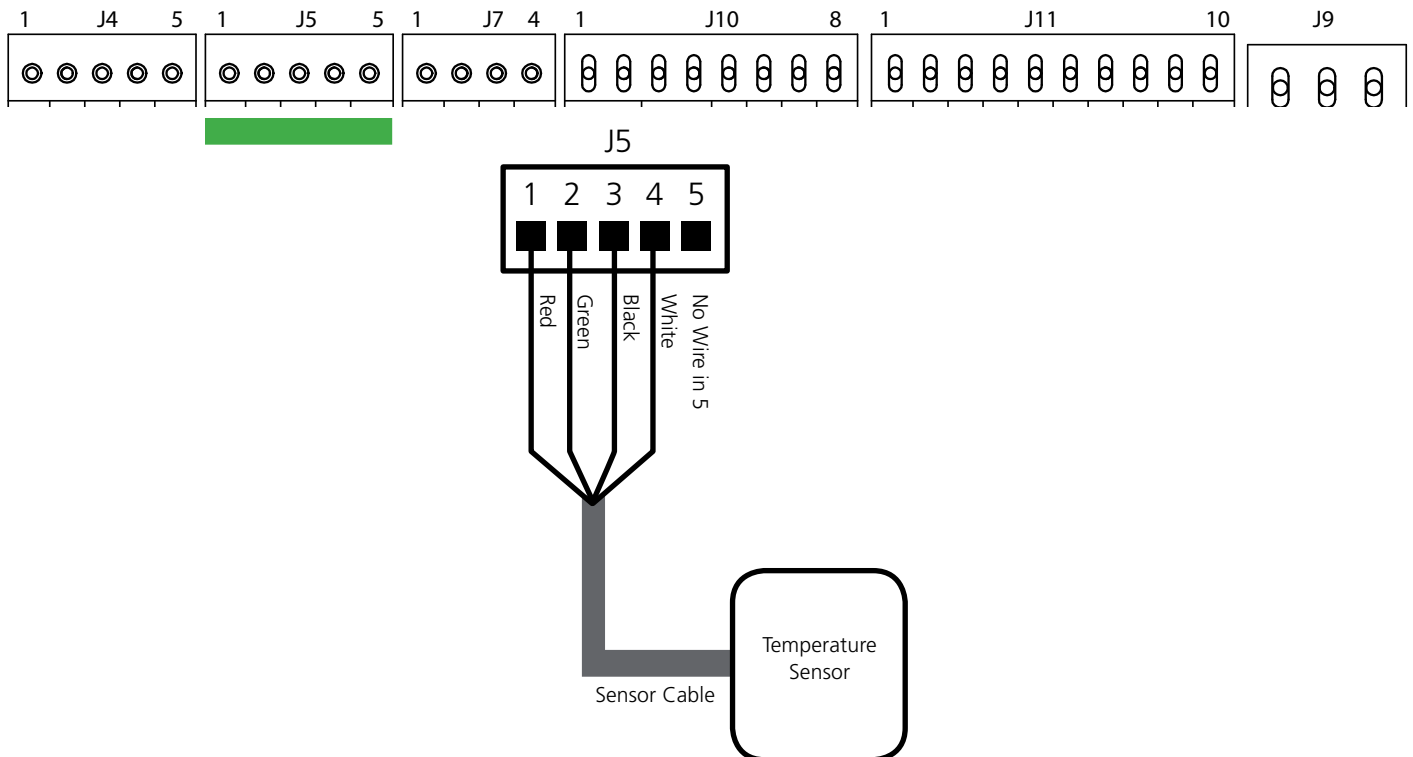 1 J4 5 1 J5 5 1 J7 4 1 J10 8 1 J11 10 J9
J5
1 2 3 4 5
Red
Green
Black
White
No Wire in 5
Temperature
Sensor
Sensor Cable